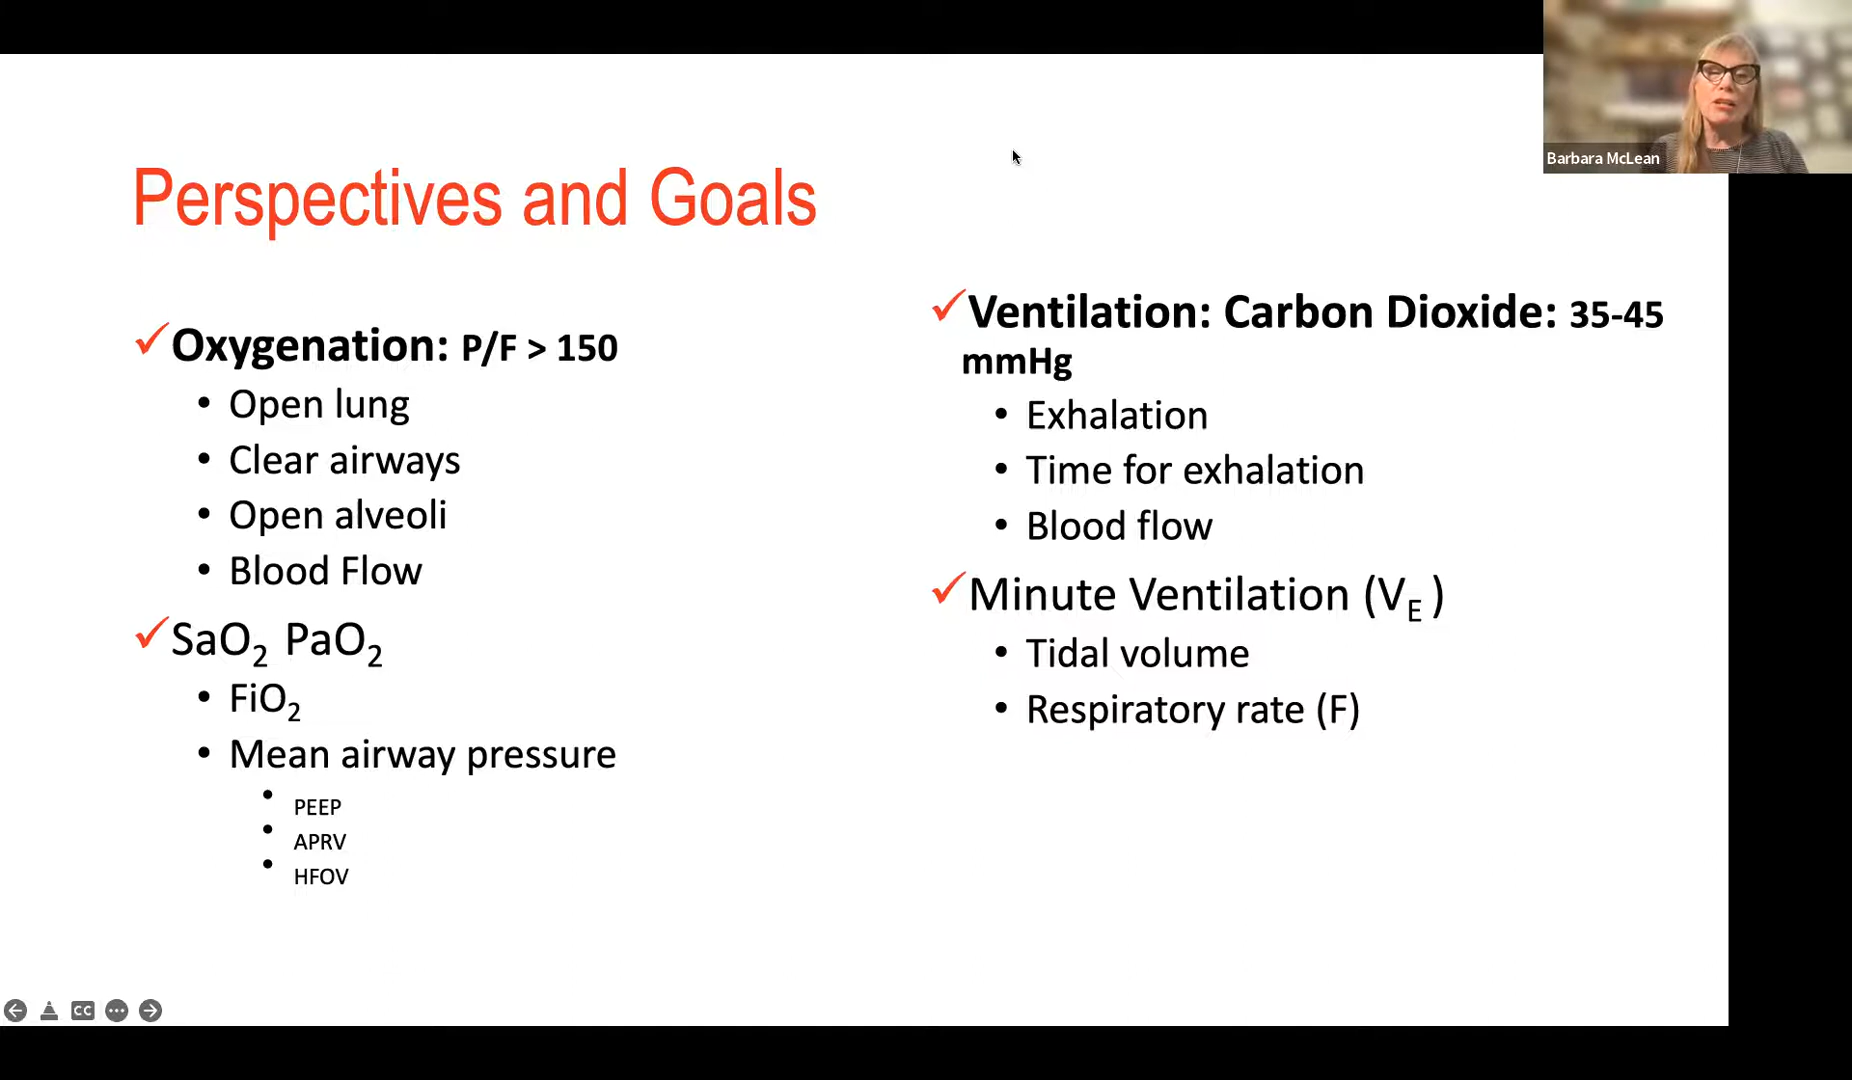 Barbara McLean
Perspectives and Goals
Oxygenation: P/F > 150
• Open lung
• Clear airways
• Open alveoli
• Blood Flow
SaO₂ PaO₂
• FiO₂
• Mean airway pressure
• PEEP
• APRV
• HFOV
Ventilation: Carbon Dioxide: 35-45
mmHg
• Exhalation
• Time for exhalation
• Blood flow
Minute Ventilation (V_E )
• Tidal volume
• Respiratory rate (F)
CC